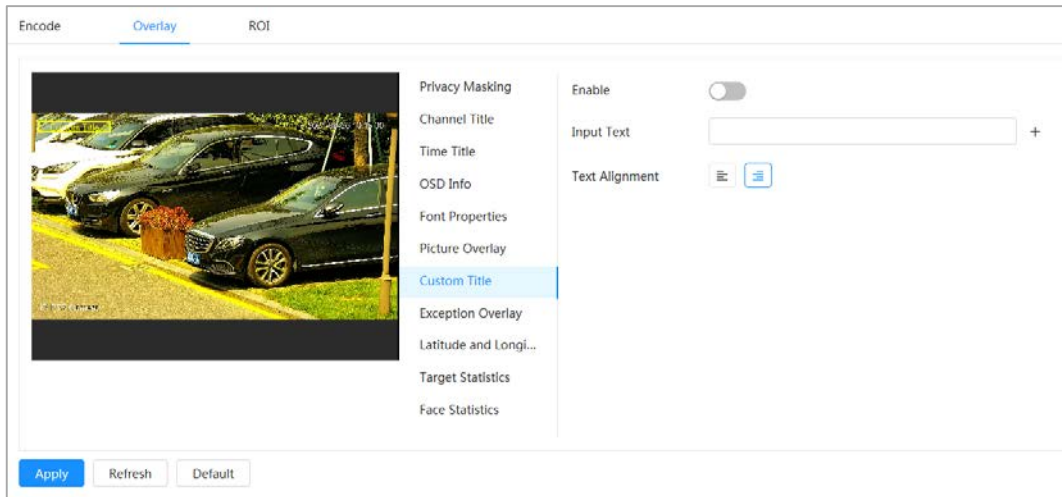 Encode Overlay ROI
Privacy Masking
Enable
Channel Title
Input Text
+
Time Title
Text Alignment
OSD Info
Font Properties
Picture Overlay
Custom Title
Exception Overlay
Latitude and Longi...
Target Statistics
Face Statistics
Apply Refresh Default